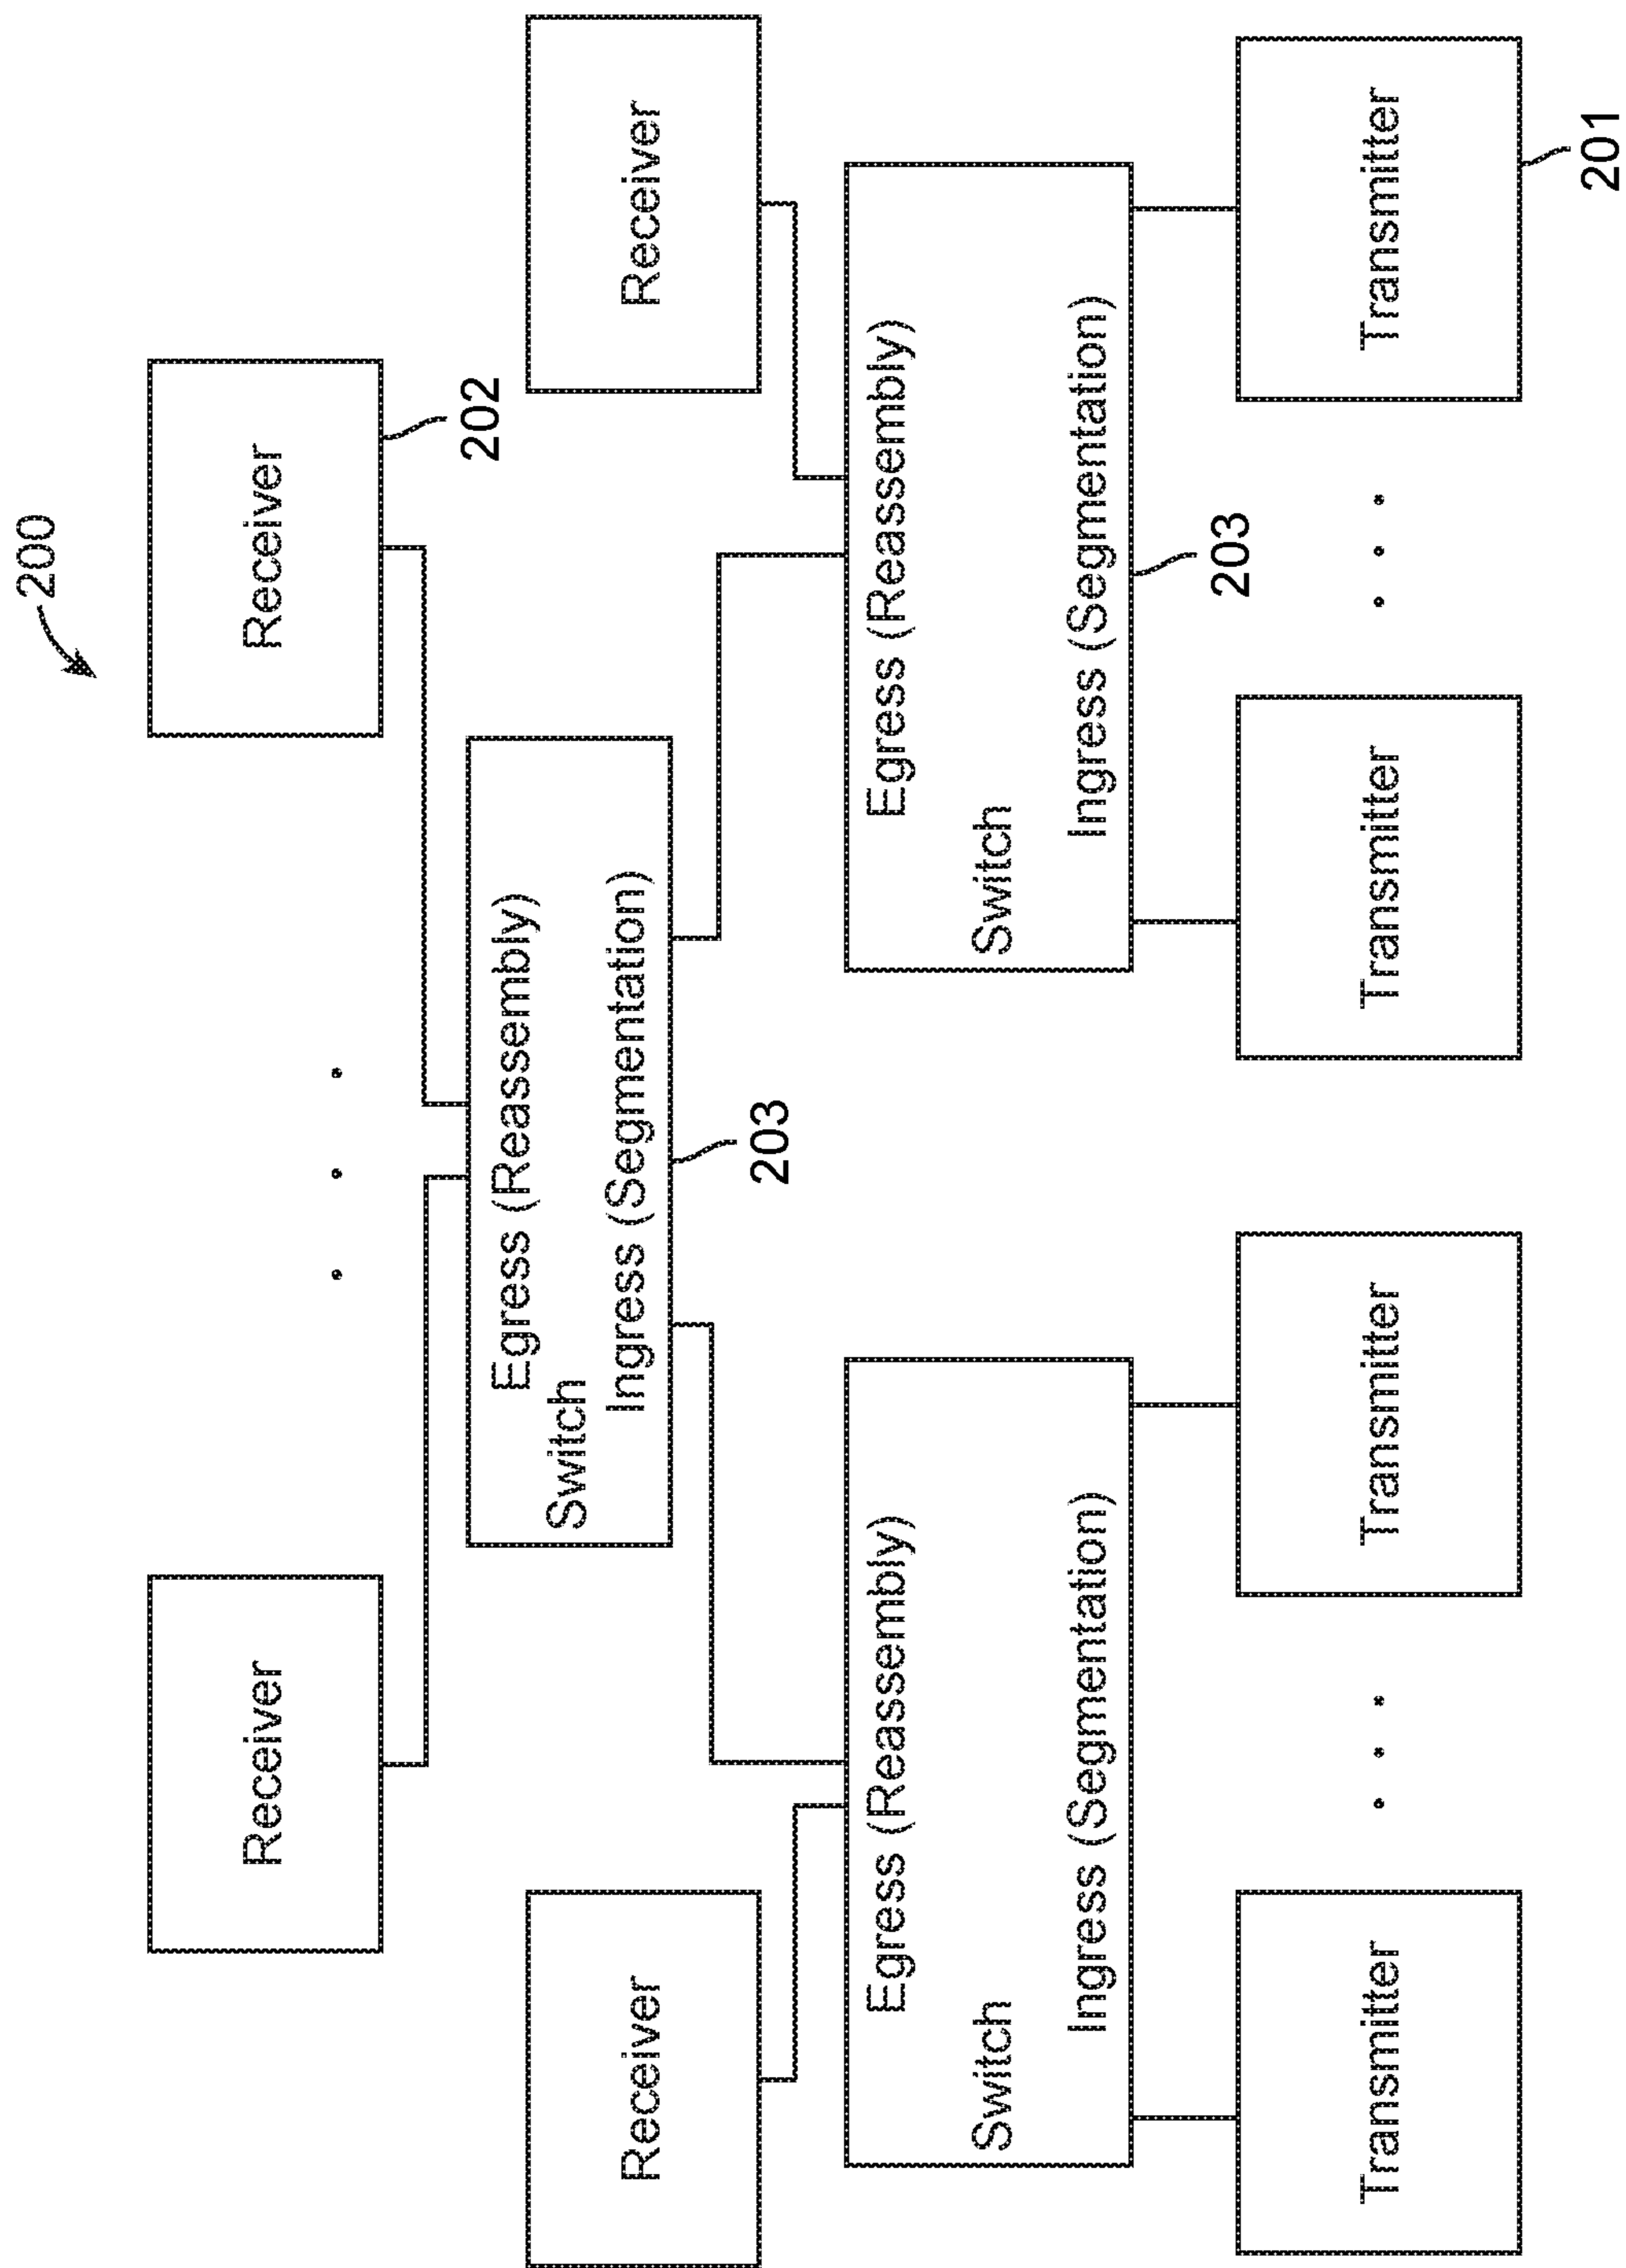 200
Receiver
Receiver
202
Receiver
Egress (Reassembly)
Switch
Ingress (Segmentation)
203
Receiver
Egress (Reassembly)
Switch
Ingress (Segmentation)
Egress (Reassembly)
Switch
Ingress (Segmentation)
203
Transmitter
Transmitter
Transmitter
Transmitter
201